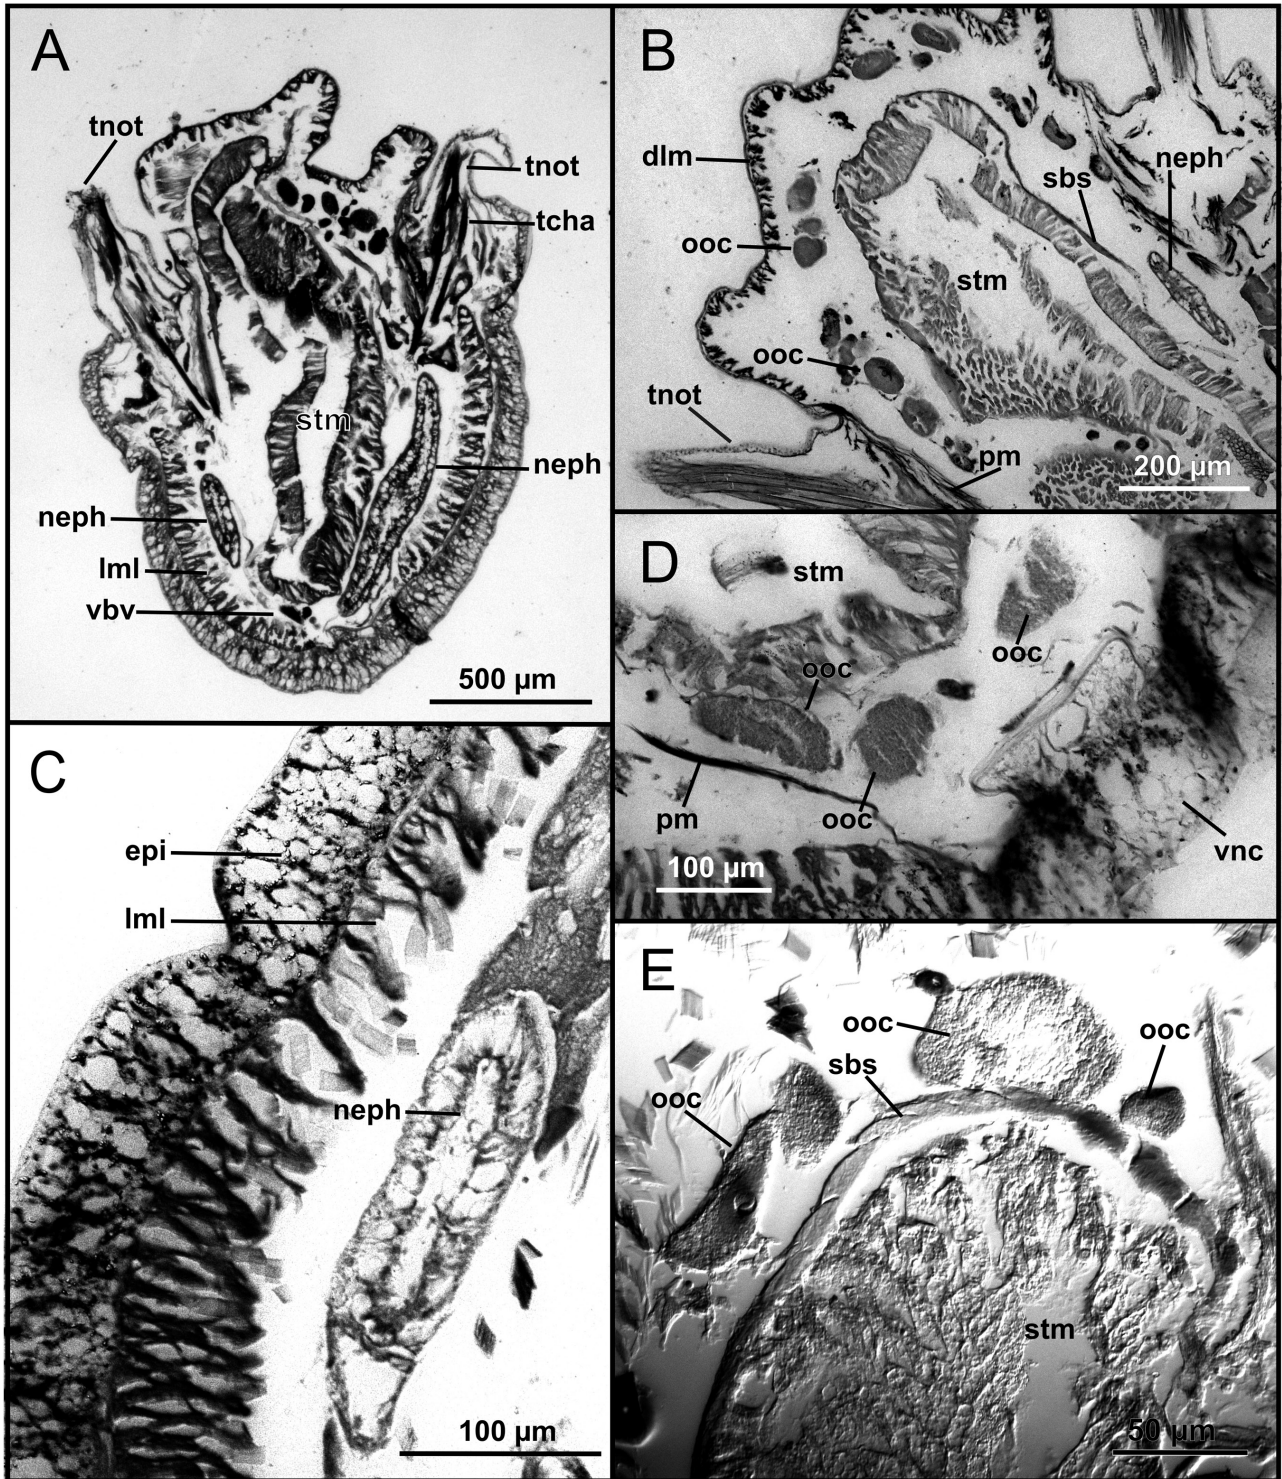 A
tnot
tnot
tcha
stm
neph
neph
lml
vbv
500 µm
B
dlm
neph
sbs
ooc
stm
ooc
tnot
pm
200 µm
C
epi
lml
neph
100 µm
D
stm
ooc
ooc
pm
ooc
vnc
100 µm
E
ooc
ooc
sbs
ooc
stm
50 µm